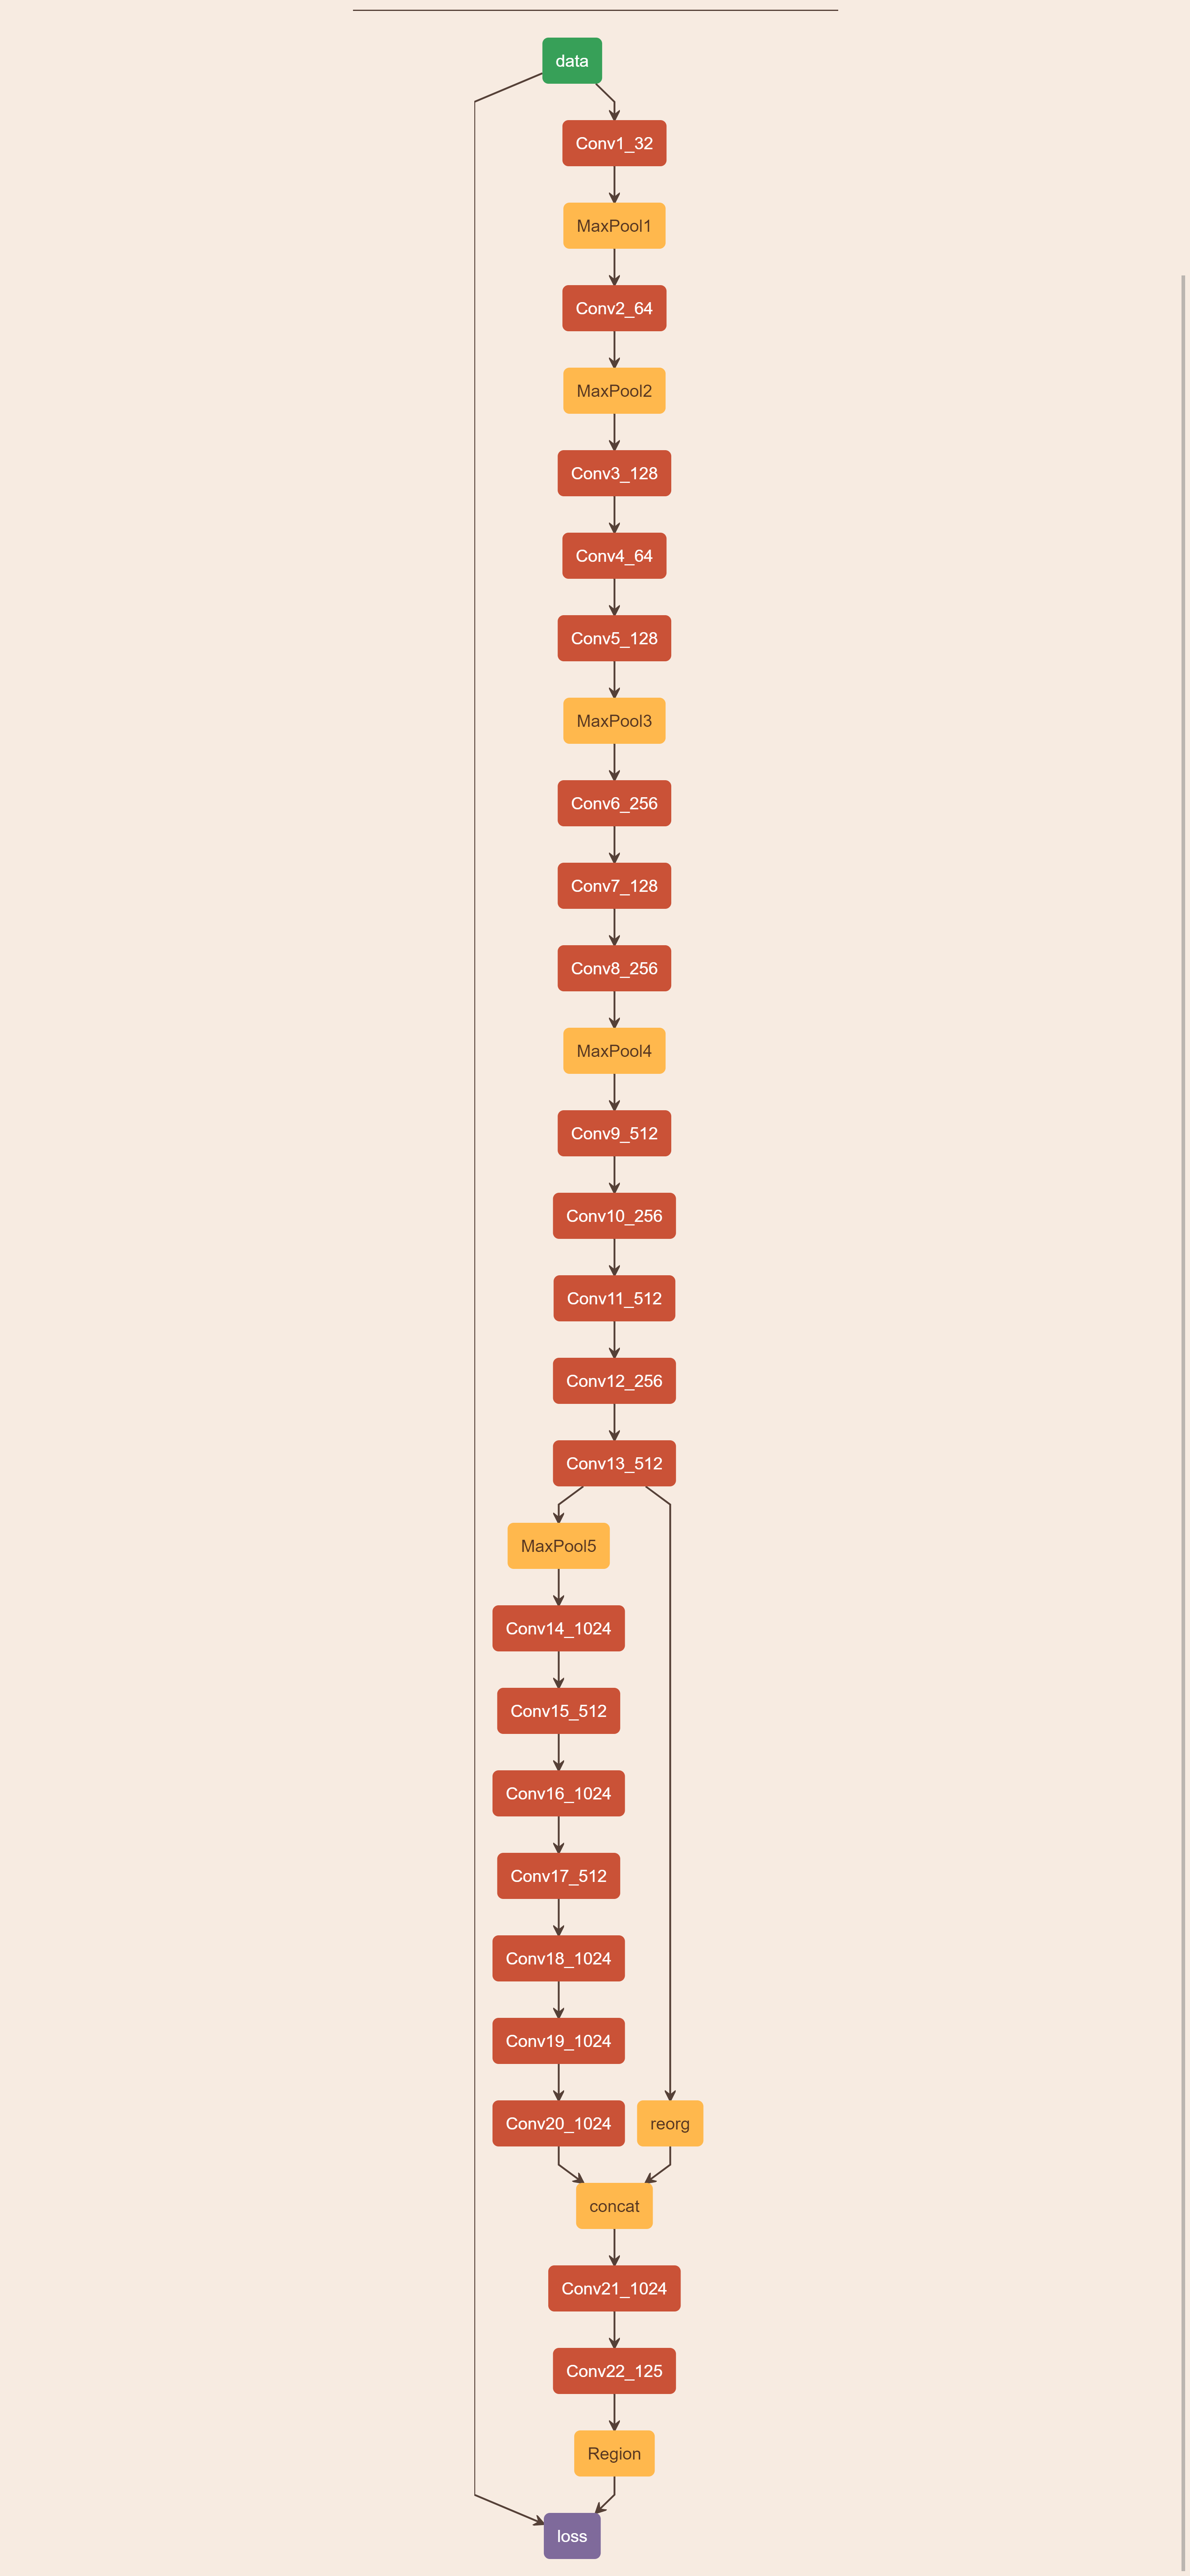 data
Conv1_32
MaxPool1
Conv2_64
MaxPool2
Conv3_128
Conv4_64
Conv5_128
MaxPool3
Conv6_256
Conv7_128
Conv8_256
MaxPool4
Conv9_512
Conv10_256
Conv11_512
Conv12_256
Conv13_512
MaxPool5
Conv14_1024
Conv15_512
Conv16_1024
Conv17_512
Conv18_1024
Conv19_1024
Conv20_1024
reorg
concat
Conv21_1024
Conv22_125
Region
loss